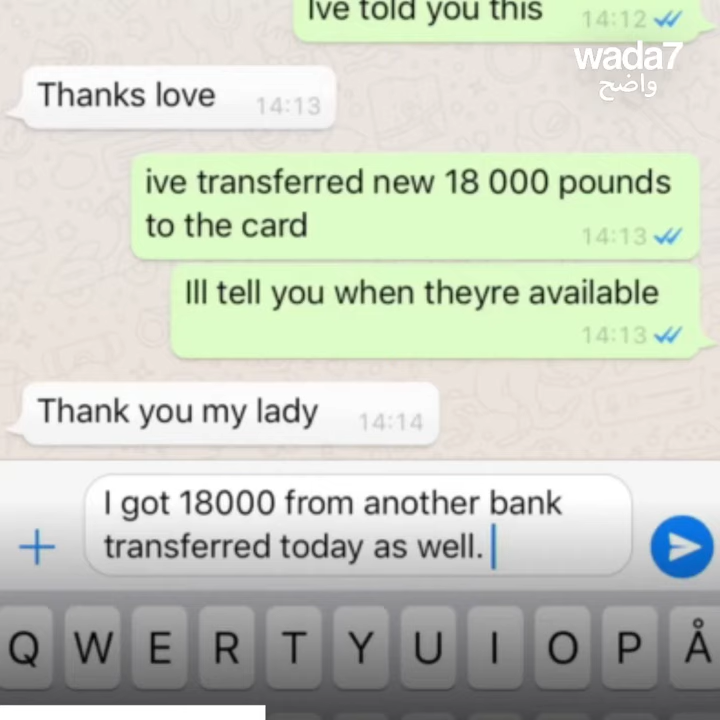 Ive told you this
14:12
wada7
واضح
Thanks love
14:13
ive transferred new 18 000 pounds
to the card
14:13
Ill tell you when theyre available
14:13
Thank you my lady
14:14
I got 18000 from another bank
transferred today as well.
Q W E R T Y U I O P Å